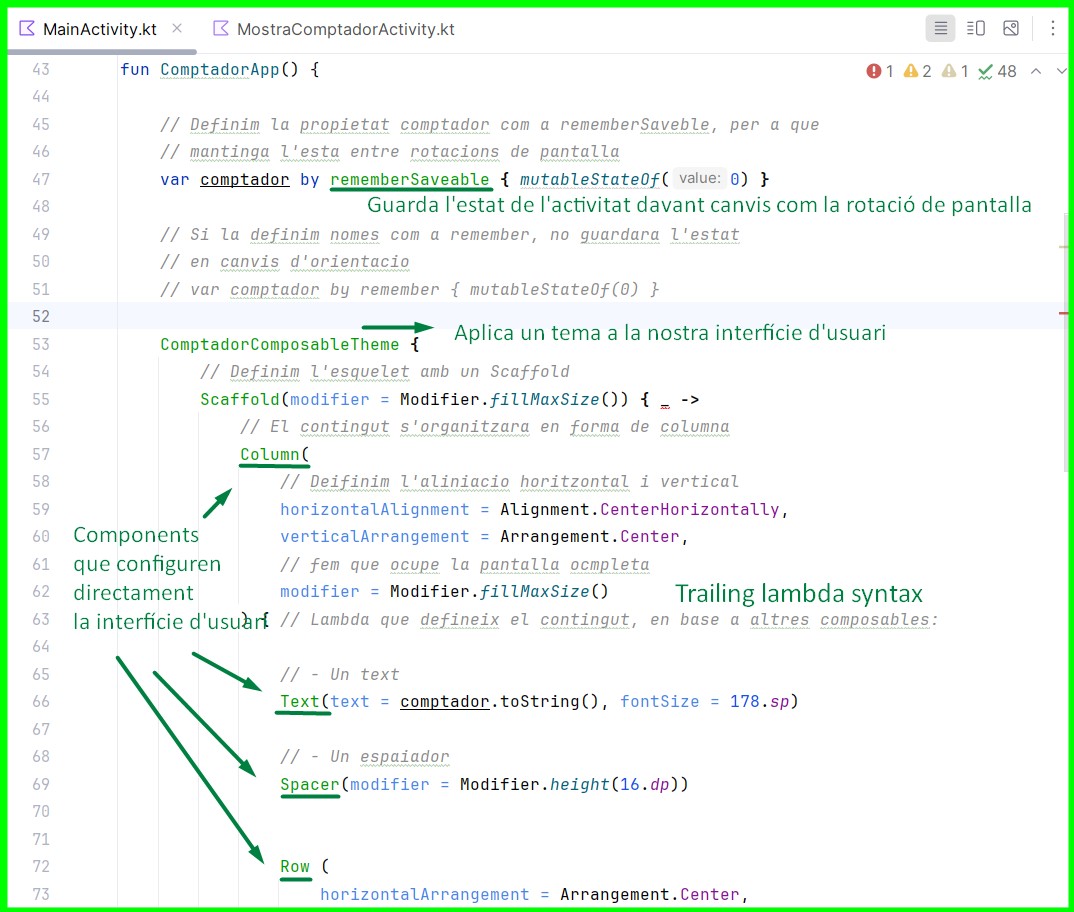 MainActivity.kt × MostraComptadorActivity.kt
43 fun ComptadorApp() { 1 2 1 48
44
45 // Definim la propietat comptador com a rememberSaveble, per a que
46 // mantinga l'esta entre rotacions de pantalla
47 var comptador by rememberSaveable { mutableStateOf( value: 0) }
48 Guarda l'estat de l'activitat davant canvis com la rotació de pantalla
49 // Si la definim nomes com a remember, no guardara l'estat
50 // en canvis d'orientacio
51 // var comptador by remember { mutableStateOf(0) }
52
Aplica un tema a la nostra interfície d'usuari
53 ComptadorComposableTheme {
54 // Definim l'esquelet amb un Scaffold
55 Scaffold(modifier = Modifier.fillMaxSize()) { _ ->
56 // El contingut s'organitzara en forma de columna
57 Column(
58 // Deifinim l'aliniacio horitzontal i vertical
59 horizontalAlignment = Alignment.CenterHorizontally,
60 verticalArrangement = Arrangement.Center,
61 // fem que ocupe la pantalla ocmpleta
62 modifier = Modifier.fillMaxSize()
63 ) { // Lambda que defineix el contingut, en base a altres composables:
Components
que configuren
directament
la interfície d'usuari
Trailing lambda syntax
64
65 // - Un text
66 Text(text = comptador.toString(), fontSize = 178.sp)
67
68 // - Un espaiador
69 Spacer(modifier = Modifier.height(16.dp))
70
71
72 Row (
73 horizontalArrangement = Arrangement.Center,